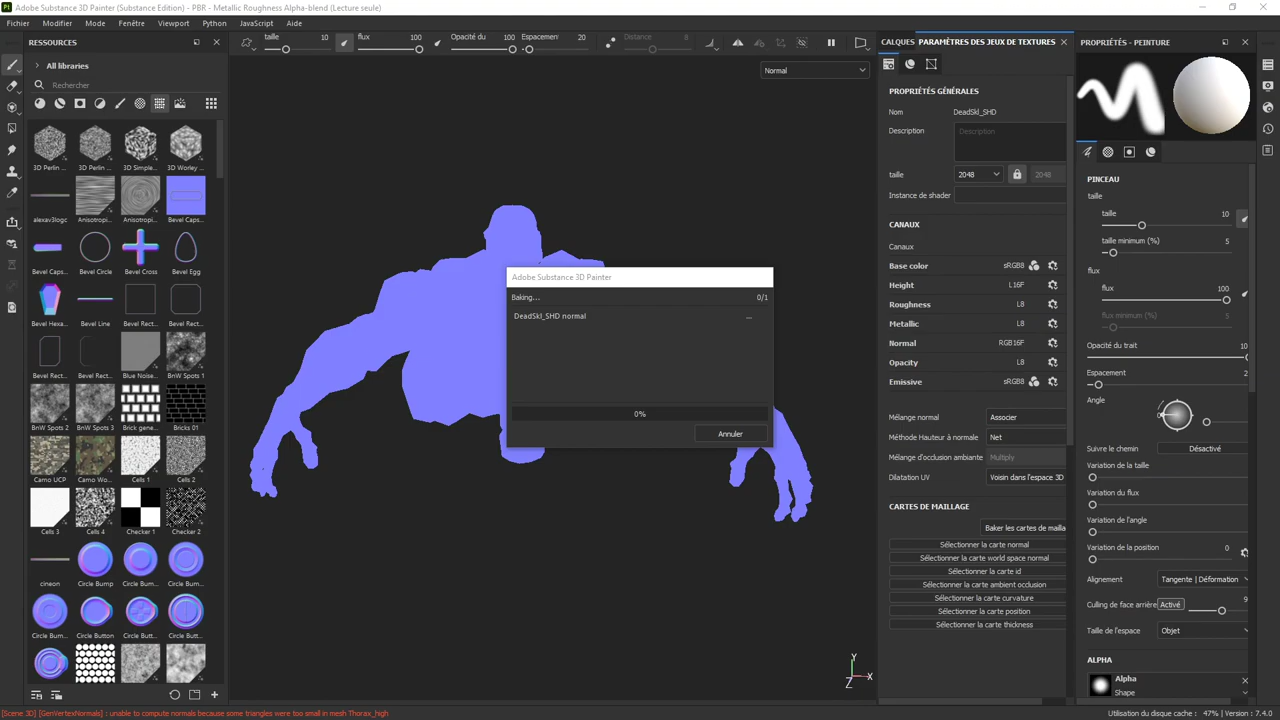 Adobe Substance 3D Painter (Substance Edition) - PBR - Metallic Roughness Alpha-blend (Lecture seule)
Fichier Modifier Mode Fenêtre Viewport Python JavaScript Aide
RESSOURCES
taille 10 flux 100 Opacité du 100 Espacement 20 Distance 8
CALQUES PARAMÈTRES DES JEUX DE TEXTURES
PROPRIÉTÉS - PEINTURE
All libraries
Rechercher
Normal
3D Perlin ... 3D Perlin ... 3D Simple... 3D Worley ...
alexav3logc Anisotropi... Anisotropi... Bevel Caps...
Bevel Caps... Bevel Circle Bevel Cross Bevel Egg
Bevel Hexa... Bevel Line Bevel Rect... Bevel Rect...
Bevel Rect... Bevel Rect... Blue Noise... BnW Spots 1
BnW Spots 2 BnW Spots 3 Brick gene... Bricks 01
Camo UCP Camo Wo... Cells 1 Cells 2
Cells 3 Cells 4 Checker 1 Checker 2
cineon Circle Bump Circle Bum... Circle Bum...
Circle Bum... Circle Button Circle Butt... Circle Butt...
Adobe Substance 3D Painter
Baking... 0/1
DeadSkl_SHD normal ...
0%
Annuler
Y
X
Z
PROPRIÉTÉS GÉNÉRALES
Nom DeadSkl_SHD
Description Description
taille 2048 2048
Instance de shader
CANAUX
Canaux
Base color sRGB8
Height L16F
Roughness L8
Metallic L8
Normal RGB16F
Opacity L8
Emissive sRGB8
Mélange normal Associer
Méthode Hauteur à normale Net
Mélange d'occlusion ambiante Multiply
Dilatation UV Voisin dans l'espace 3D
CARTES DE MAILLAGE
Baker les cartes de mailla
Sélectionner la carte normal
Sélectionner la carte world space normal
Sélectionner la carte id
Sélectionner la carte ambient occlusion
Sélectionner la carte curvature
Sélectionner la carte position
Sélectionner la carte thickness
PINCEAU
taille
taille 10
taille minimum (%) 5
flux
flux 100
flux minimum (%) 5
Opacité du trait 10
Espacement 2
Angle
Suivre le chemin Désactivé
Variation de la taille
Variation du flux
Variation de l'angle
Variation de la position 0
Alignement Tangente | Déformation
Culling de face arrière Activé 9
Taille de l'espace Objet
ALPHA
Alpha
Shape
[Scene 3D] [GenVertexNormals] : unable to compute normals because some triangles were too small in mesh Thorax_high
Utilisation du disque cache : 47% | Version : 7.4.0